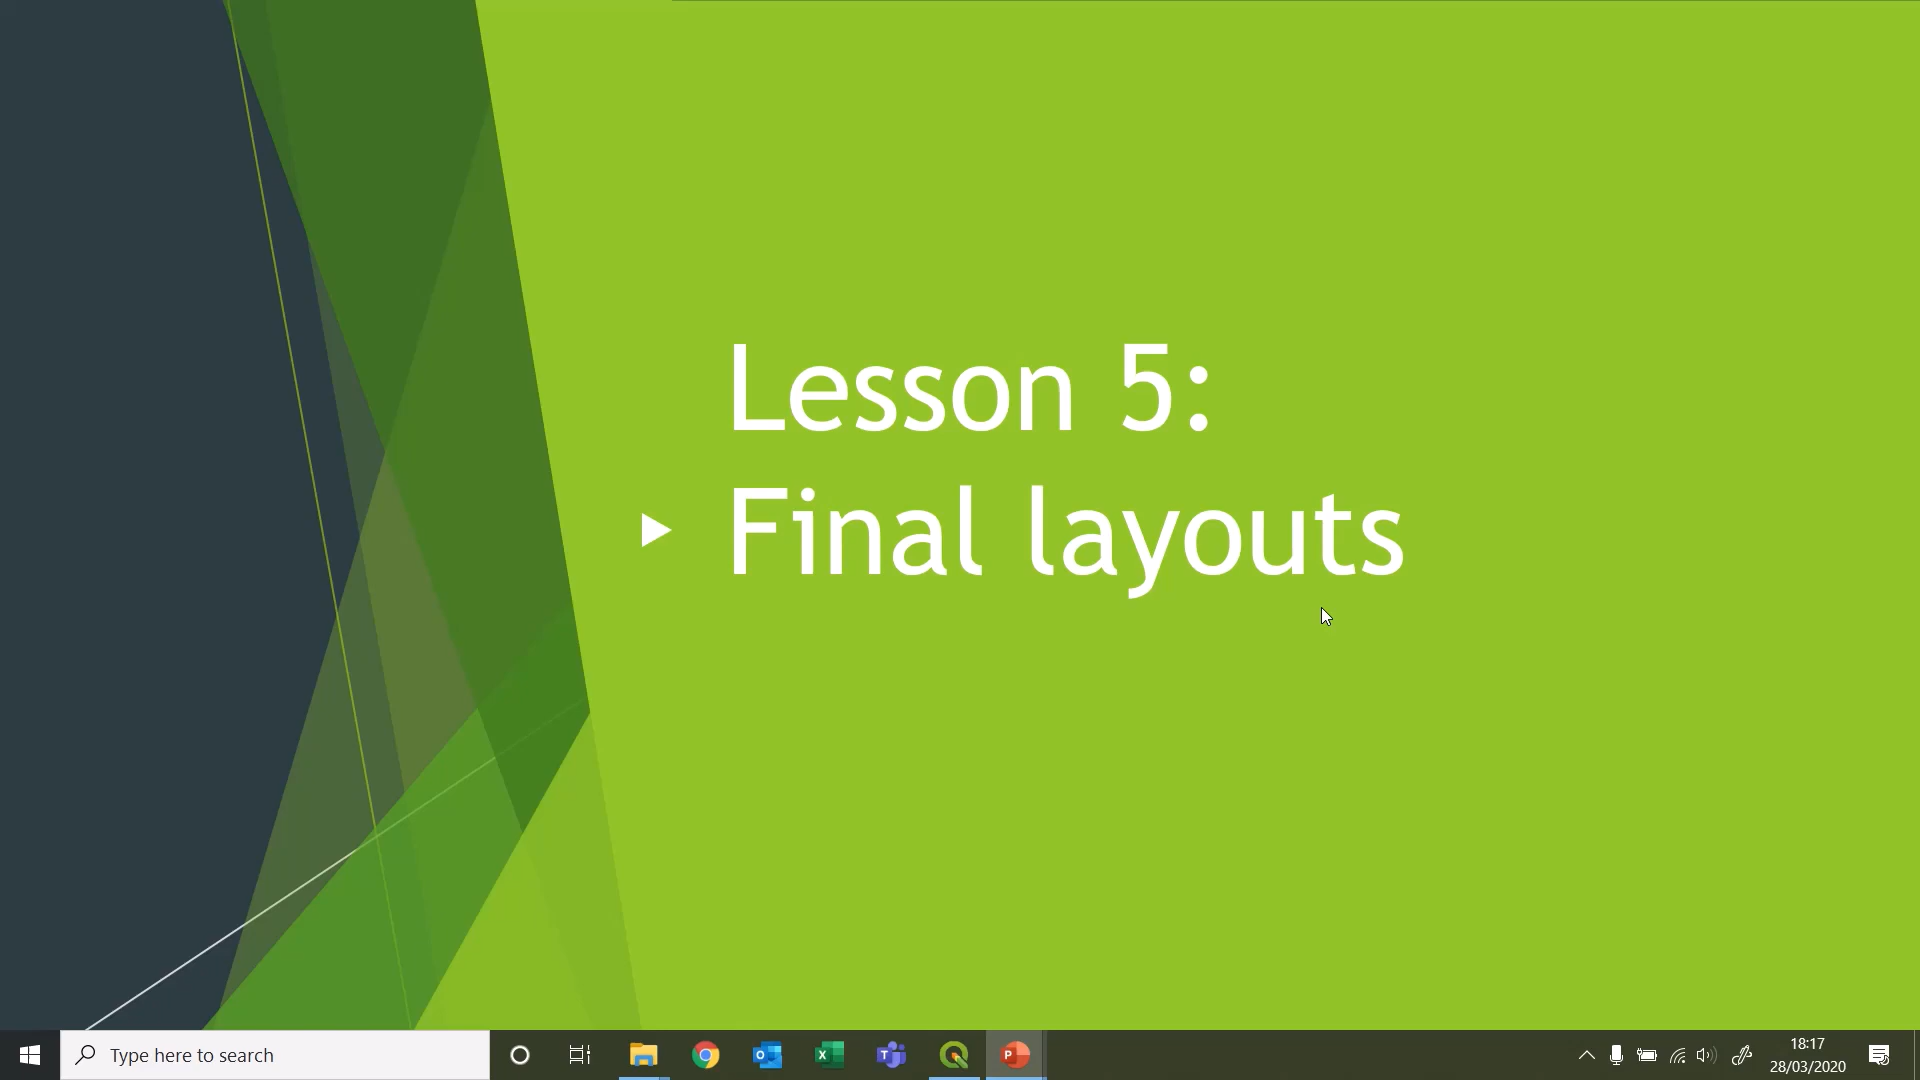 Lesson 5:
Final layouts
Type here to search
18:17
28/03/2020